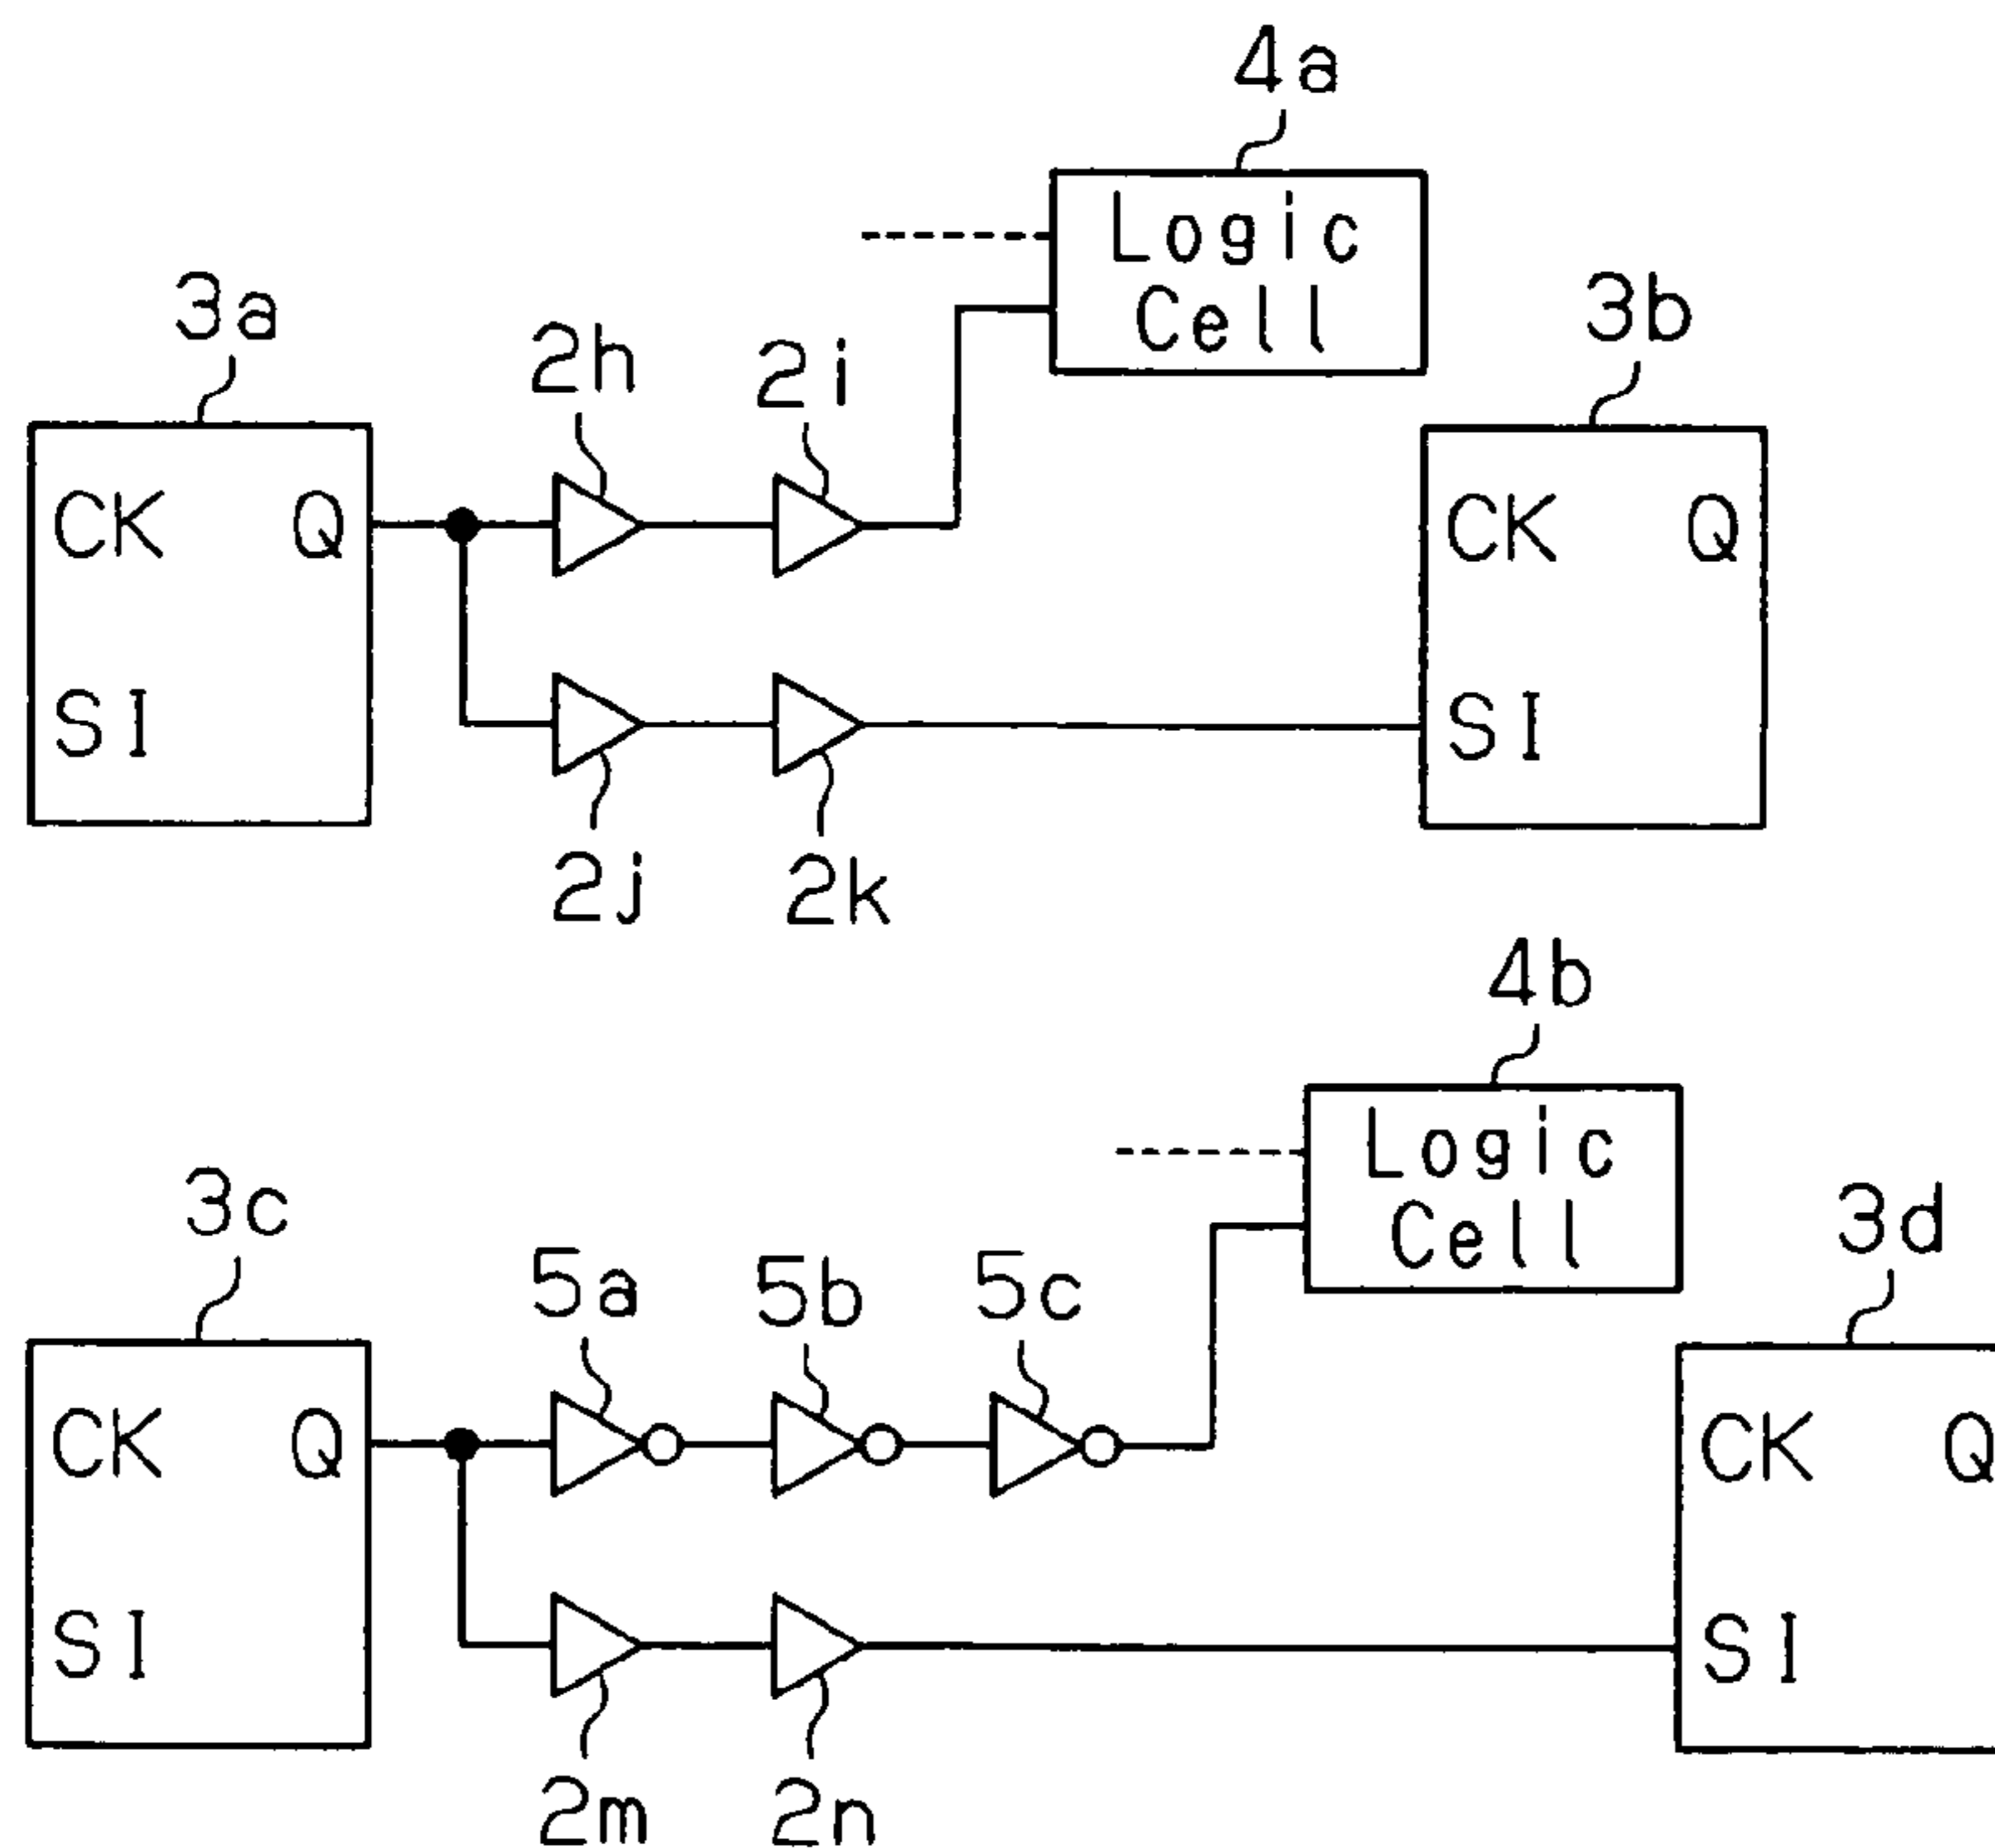 4a
Logic
Cell
3a
2h
2i
3b
CK Q
SI
CK Q
SI
2j
2k
4b
Logic
Cell
3c
5a
5b
5c
3d
CK Q
SI
CK Q
SI
2m
2n